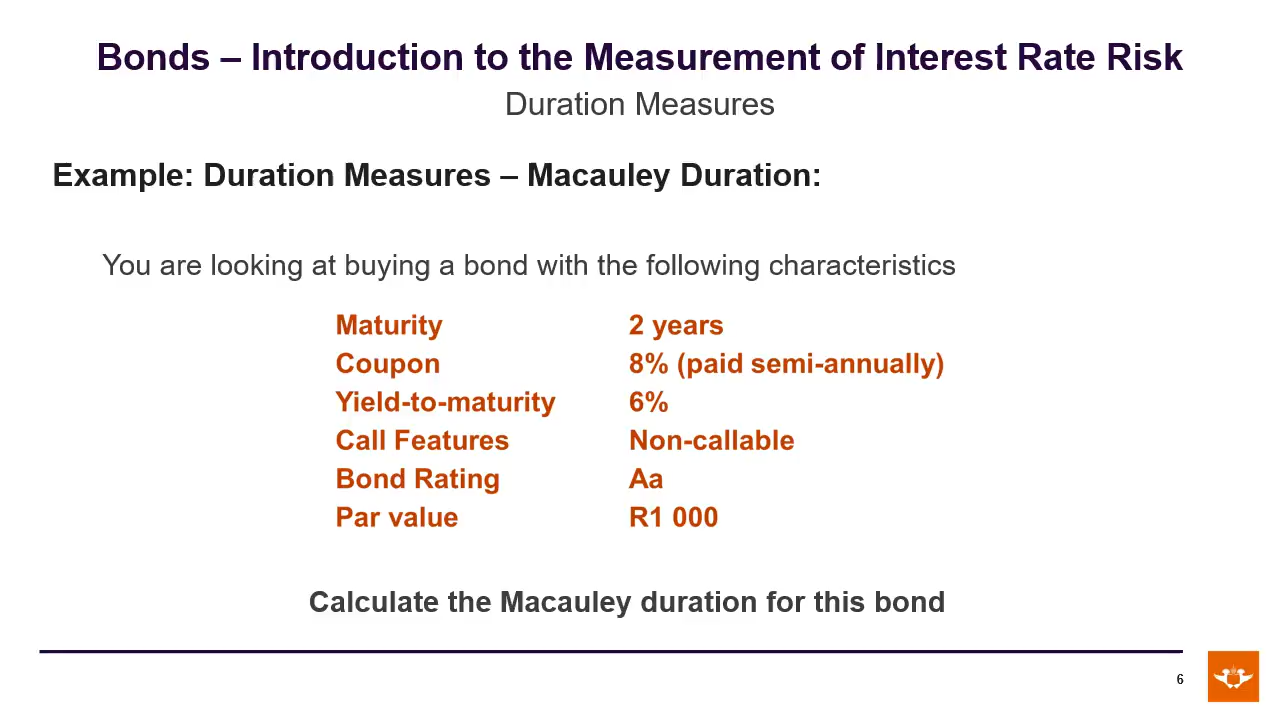 Bonds – Introduction to the Measurement of Interest Rate Risk
Duration Measures
Example: Duration Measures – Macauley Duration:
You are looking at buying a bond with the following characteristics
Maturity 2 years
Coupon 8% (paid semi-annually)
Yield-to-maturity 6%
Call Features Non-callable
Bond Rating Aa
Par value R1 000
Calculate the Macauley duration for this bond
6